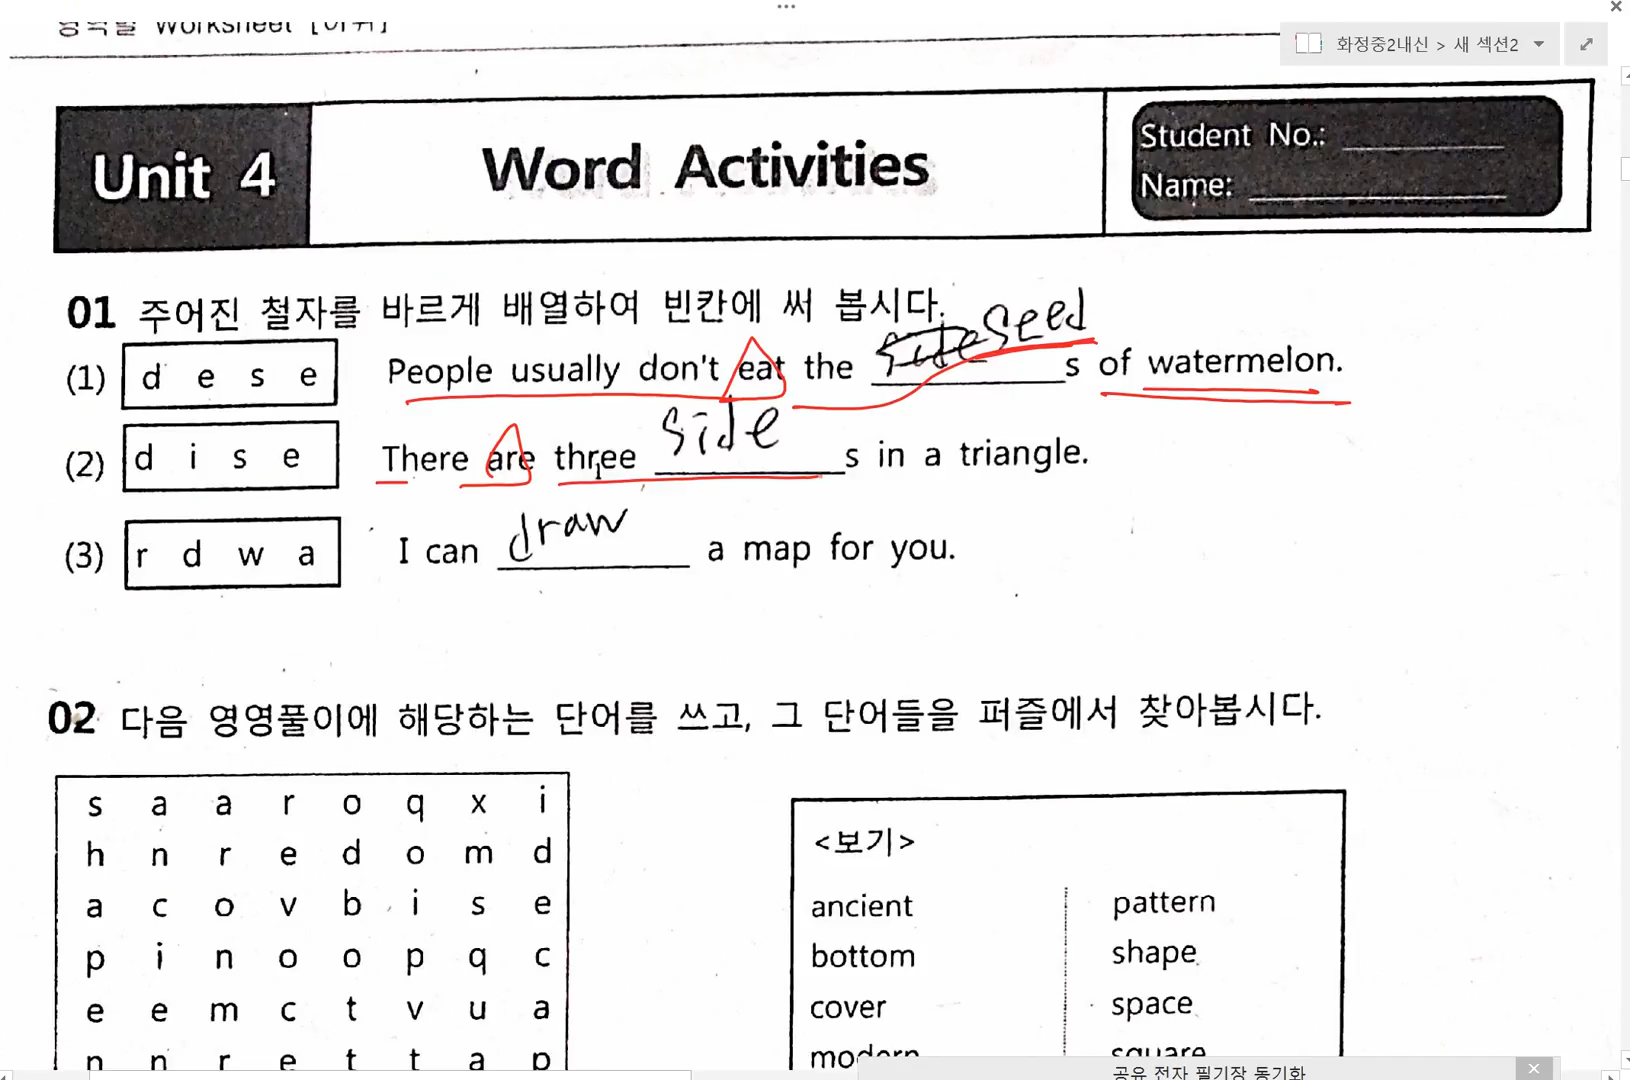 Worksheet
화정중2내신 > 새 섹션2
Unit 4
Word Activities
Student No.:
Name:
01 주어진 철자를 바르게 배열하여 빈칸에 써 봅시다.
(1) d e s e People usually don't eat the side seed s of watermelon.
(2) d i s e There are three side s in a triangle.
(3) r d w a I can draw a map for you.
02 다음 영영풀이에 해당하는 단어를 쓰고, 그 단어들을 퍼즐에서 찾아봅시다.
s a a r o q x i
h n r e d o m d
a c o v b i s e
p i n o o p q c
e e m c t v u a
n n r e t t a p
<보기>
ancient pattern
bottom shape
cover space
modern square
공유 전자 필기장 동기화